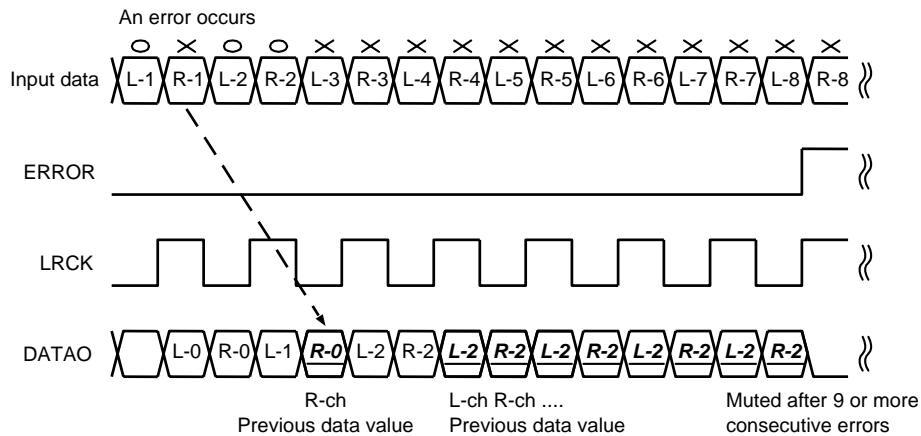 An error occurs
O X O O X X X X X X X X X X X X
Input data L-1 R-1 L-2 R-2 L-3 R-3 L-4 R-4 L-5 R-5 L-6 R-6 L-7 R-7 L-8 R-8
ERROR
LRCK
DATAO L-0 R-0 L-1 R-0 L-2 R-2 L-2 R-2 L-2 R-2 L-2 R-2 L-2 R-2
R-ch
Previous data value
L-ch R-ch ....
Previous data value
Muted after 9 or more
consecutive errors